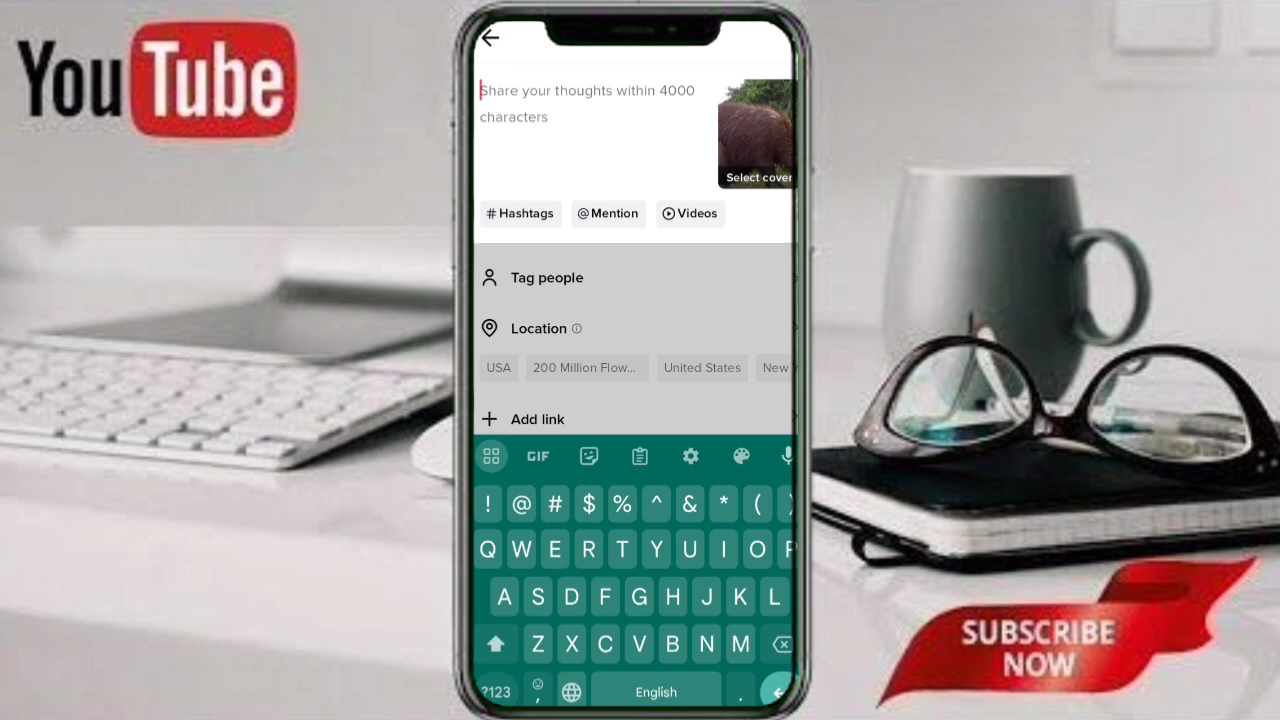 YouTube
Share your thoughts within 4000
characters
Select cover
# Hashtags @ Mention Videos
Tag people
Location
USA 200 Million Flow... United States New
Add link
GIF
! @ # $ % ^ & * ( )
Q W E R T Y U I O P
A S D F G H J K L
Z X C V B N M
?123 , English .
SUBSCRIBE
NOW